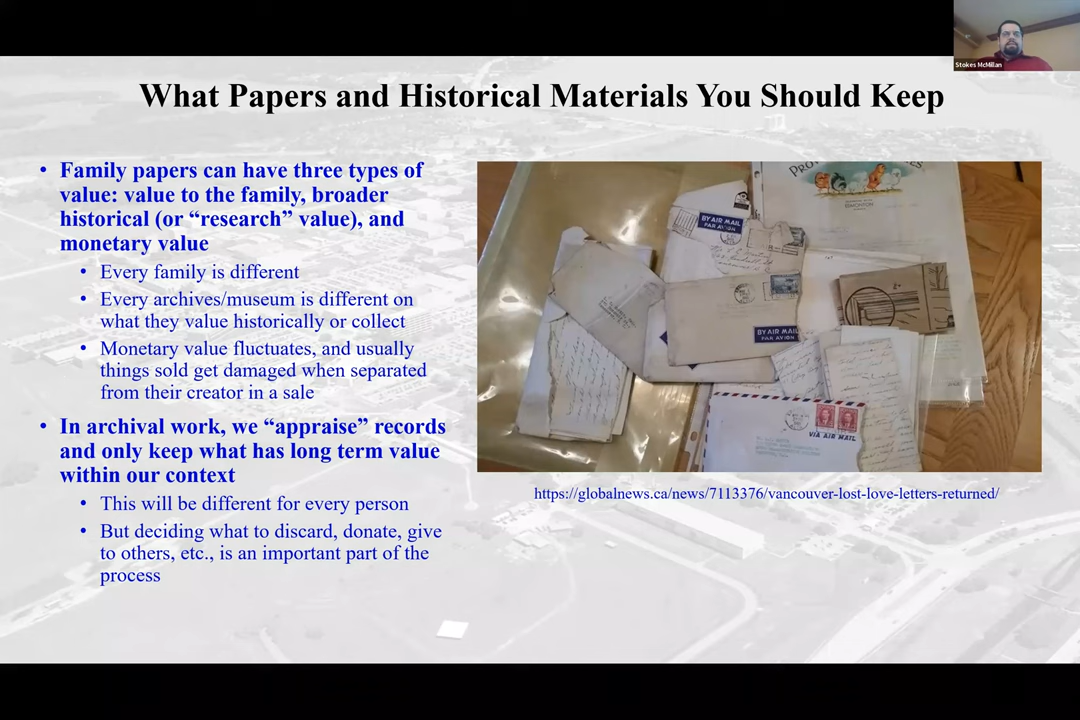 Stokes McMillan
What Papers and Historical Materials You Should Keep
• Family papers can have three types of
value: value to the family, broader
historical (or “research” value), and
monetary value
• Every family is different
• Every archives/museum is different on
what they value historically or collect
• Monetary value fluctuates, and usually
things sold get damaged when separated
from their creator in a sale
• In archival work, we “appraise” records
and only keep what has long term value
within our context
• This will be different for every person
• But deciding what to discard, donate, give
to others, etc., is an important part of the
process
BY AIR MAIL
PAR AVION
EDMONTON
BY AIR MAIL
PAR AVION
VIA AIR MAIL
https://globalnews.ca/news/7113376/vancouver-lost-love-letters-returned/